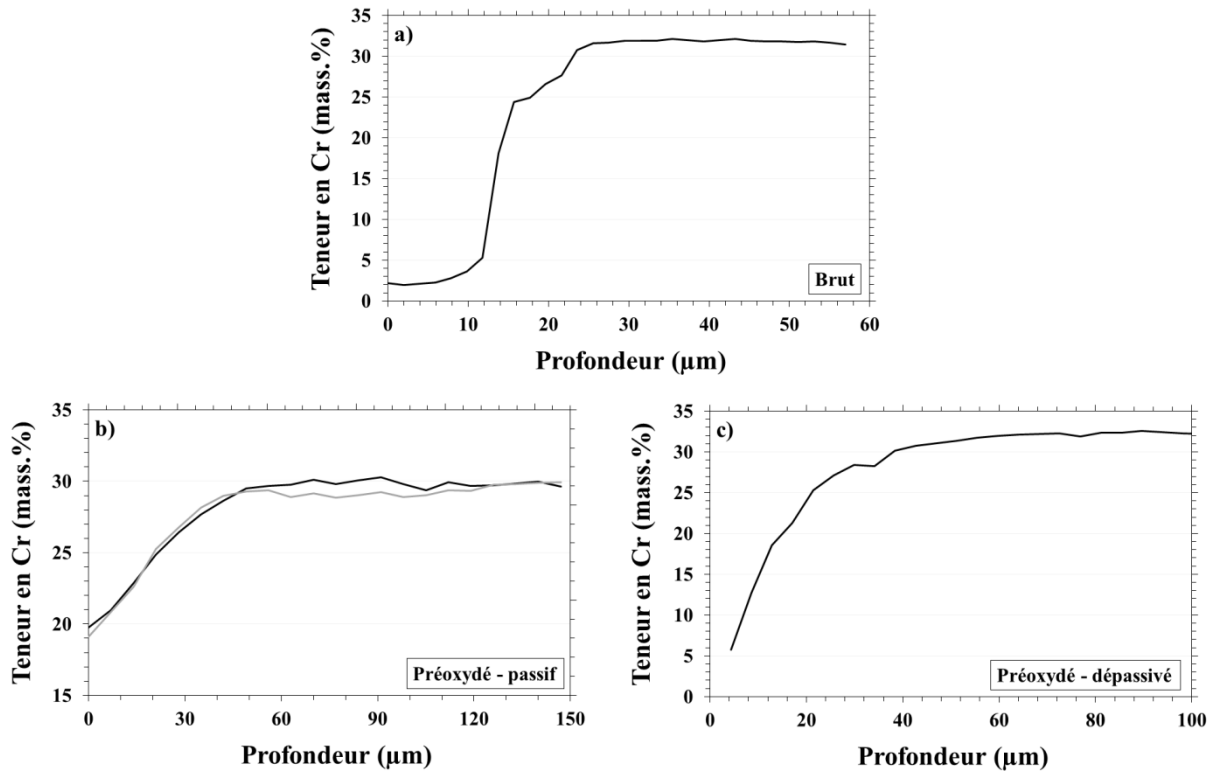 a)
Teneur en Cr (mass.%)
35
30
25
20
15
10
5
0
0 10 20 30 40 50 60
Profondeur (µm)
Brut
b)
Teneur en Cr (mass.%)
35
30
25
20
15
0 30 60 90 120 150
Profondeur (µm)
Préoxydé - passif
c)
Teneur en Cr (mass.%)
35
30
25
20
15
10
5
0
0 20 40 60 80 100
Profondeur (µm)
Préoxydé - dépassivé